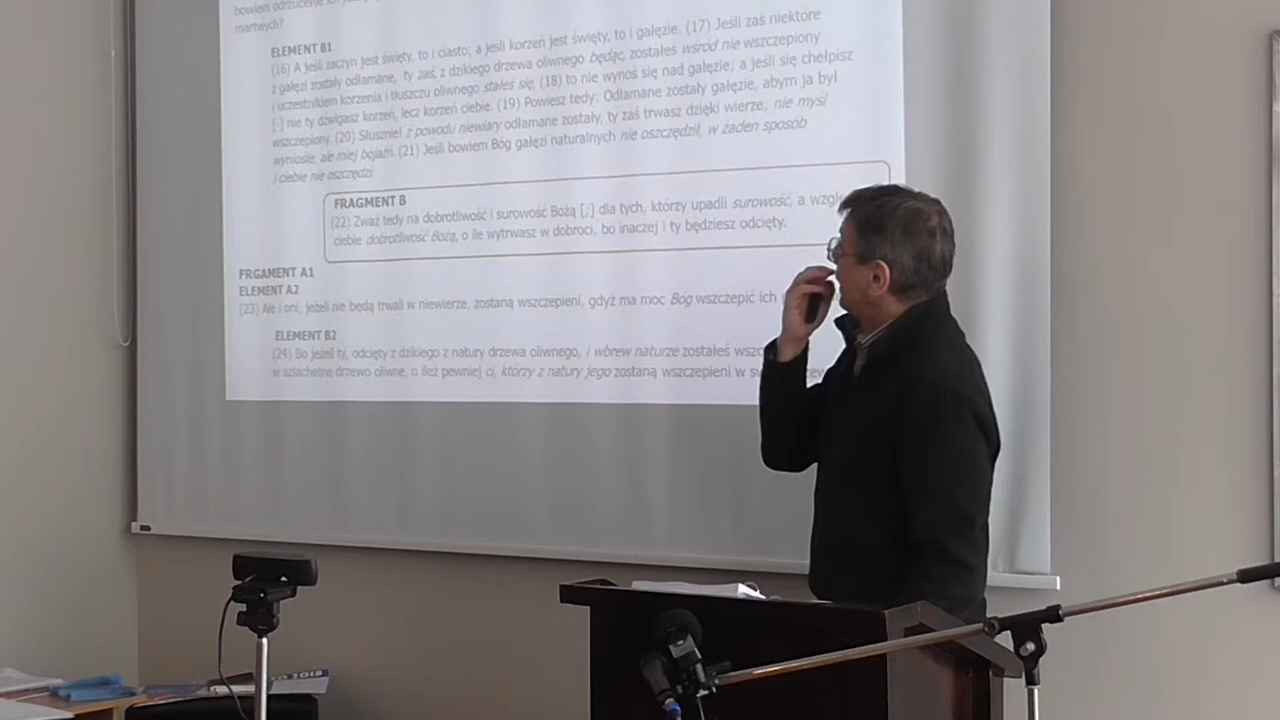 bowiem odrzucenie ich
martwych?
ELEMENT B1
(16) A jeśli zaczyn jest święty, to i ciasto; a jeśli korzeń jest święty, to i gałęzie. (17) Jeśli zaś niektóre
z gałęzi zostały odłamane, ty zaś, z dzikiego drzewa oliwnego będąc, zostałeś wśród nie wszczepiony
i uczestnikiem korzenia i tłuszczu oliwnego stałeś się, (18) to nie wynoś się nad gałęzie; a jeśli się chełpisz
[-] nie ty dźwigasz korzeń, lecz korzeń ciebie. (19) Powiesz tedy: Odłamane zostały gałęzie, abym ja był
wszczepiony. (20) Słusznie! z powodu niewiary odłamane zostały, ty zaś trwasz dzięki wierze; nie myśl
wyniośle, ale miej bojaźń. (21) Jeśli bowiem Bóg gałęzi naturalnych nie oszczędził, w żaden sposób
i ciebie nie oszczędzi.
FRAGMENT B
(22) Zważ tedy na dobrotliwość i surowość Bożą [;] dla tych, którzy upadli surowość, a wzglę
ciebie dobrotliwość Bożą, o ile wytrwasz w dobroci, bo inaczej i ty będziesz odcięty.
FRGAMENT A1
ELEMENT A2
(23) Ale i oni, jeżeli nie będą trwali w niewierze, zostaną wszczepieni, gdyż ma moc Bóg wszczepić ich
ELEMENT B2
(24) Bo jeżeli ty, odcięty z dzikiego z natury drzewa oliwnego, i wbrew naturze zostałeś wszc
w szlachetne drzewo oliwne, o ileż pewniej ci, którzy z natury jego zostaną wszczepieni w
2018